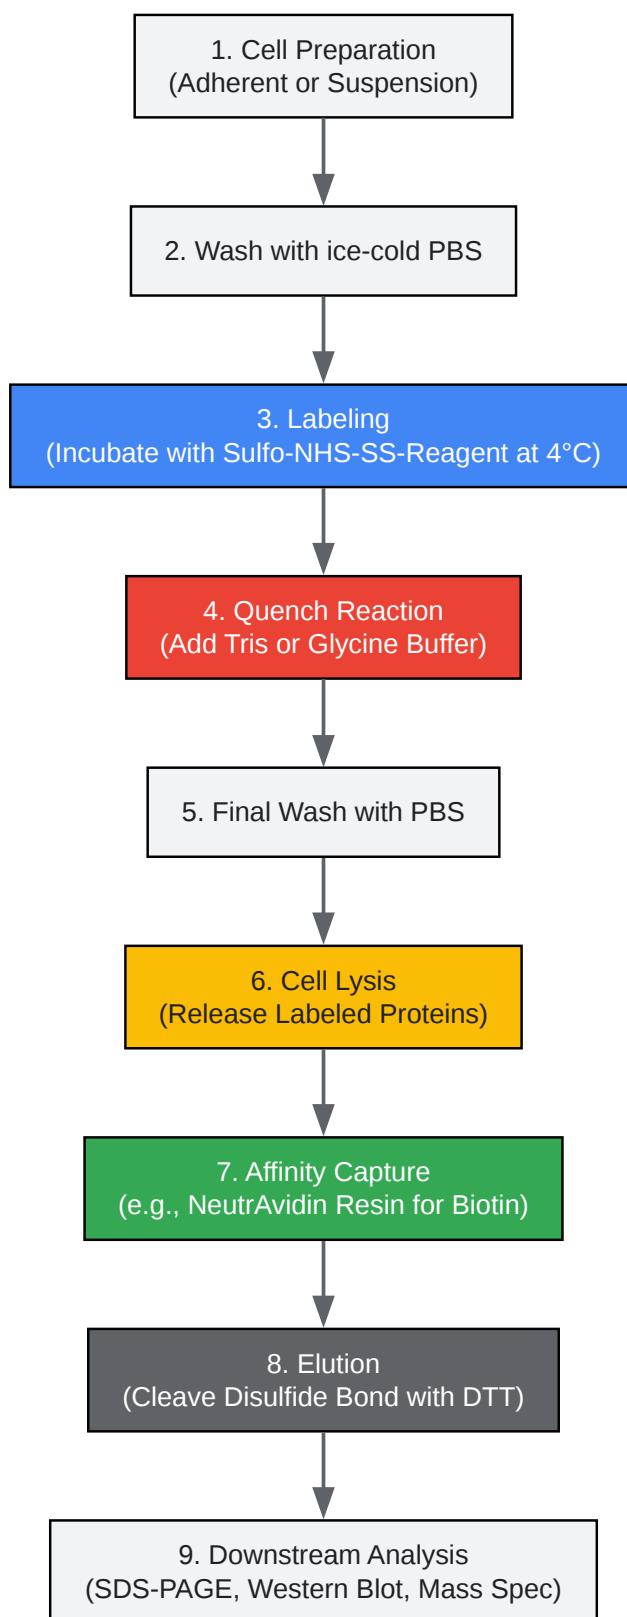 1. Cell Preparation
(Adherent or Suspension)
2. Wash with ice-cold PBS
3. Labeling
(Incubate with Sulfo-NHS-SS-Reagent at 4°C)
4. Quench Reaction
(Add Tris or Glycine Buffer)
5. Final Wash with PBS
6. Cell Lysis
(Release Labeled Proteins)
7. Affinity Capture
(e.g., NeutrAvidin Resin for Biotin)
8. Elution
(Cleave Disulfide Bond with DTT)
9. Downstream Analysis
(SDS-PAGE, Western Blot, Mass Spec)